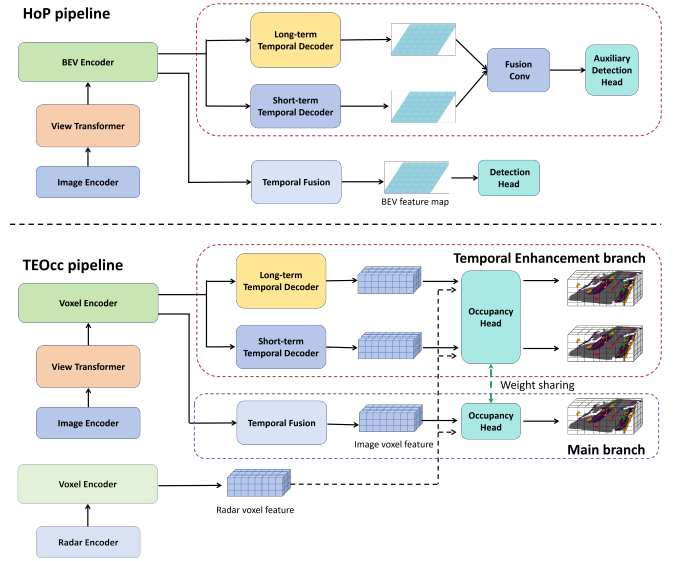 HoP pipeline
Long-term
Temporal Decoder
BEV Encoder
Fusion
Conv
Auxiliary
Detection
Head
Short-term
Temporal Decoder
View Transformer
Image Encoder
Temporal Fusion
Detection
Head
BEV feature map
TEOcc pipeline
Temporal Enhancement branch
Long-term
Temporal Decoder
Voxel Encoder
Occupancy
Head
Short-term
Temporal Decoder
View Transformer
Weight sharing
Image Encoder
Temporal Fusion
Occupancy
Head
Image voxel feature
Main branch
Voxel Encoder
Radar voxel feature
Radar Encoder